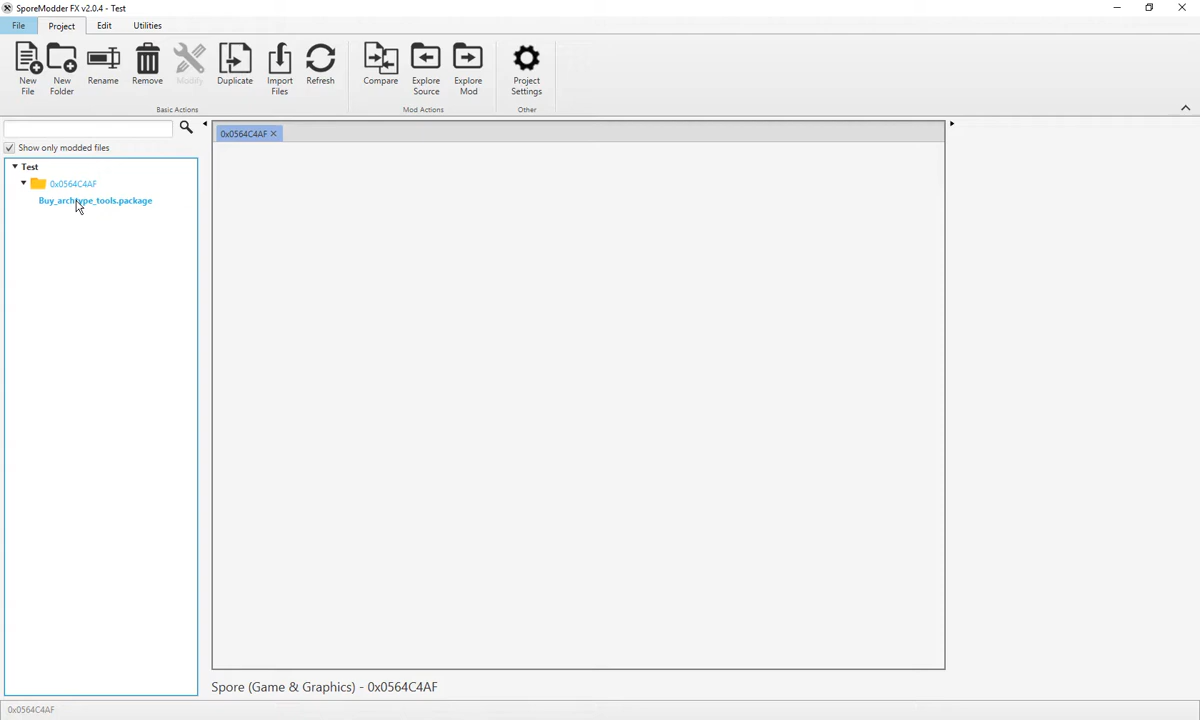 SporeModder FX v2.0.4 - Test
File
Project
Edit
Utilities
New
File
New
Folder
Rename
Remove
Modify
Duplicate
Import
Files
Refresh
Compare
Explore
Source
Explore
Mod
Project
Settings
Basic Actions
Mod Actions
Other
Show only modded files
Test
0x0564C4AF
Buy_archtype_tools.package
0x0564C4AF
Spore (Game & Graphics) - 0x0564C4AF
0x0564C4AF